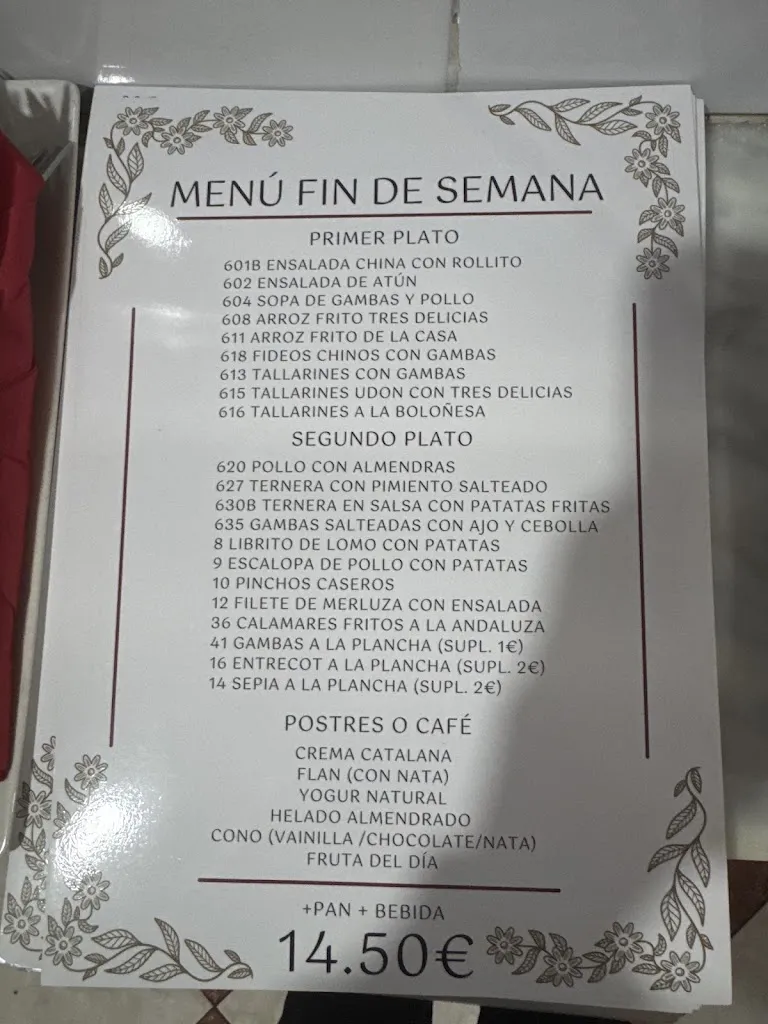 MENÚ FIN DE SEMANA
PRIMER PLATO
601B ENSALADA CHINA CON ROLLITO
602 ENSALADA DE ATÚN
604 SOPA DE GAMBAS Y POLLO
608 ARROZ FRITO TRES DELICIAS
611 ARROZ FRITO DE LA CASA
618 FIDEOS CHINOS CON GAMBAS
613 TALLARINES CON GAMBAS
615 TALLARINES UDON CON TRES DELICIAS
616 TALLARINES A LA BOLOÑESA
SEGUNDO PLATO
620 POLLO CON ALMENDRAS
627 TERNERA CON PIMIENTO SALTEADO
630B TERNERA EN SALSA CON PATATAS FRITAS
635 GAMBAS SALTEADAS CON AJO Y CEBOLLA
8 LIBRITO DE LOMO CON PATATAS
9 ESCALOPA DE POLLO CON PATATAS
10 PINCHOS CASEROS
12 FILETE DE MERLUZA CON ENSALADA
36 CALAMARES FRITOS A LA ANDALUZA
41 GAMBAS A LA PLANCHA (SUPL. 1€)
16 ENTRECOT A LA PLANCHA (SUPL. 2€)
14 SEPIA A LA PLANCHA (SUPL. 2€)
POSTRES O CAFÉ
CREMA CATALANA
FLAN (CON NATA)
YOGUR NATURAL
HELADO ALMENDRADO
CONO (VAINILLA /CHOCOLATE/NATA)
FRUTA DEL DÍA
+PAN + BEBIDA
14.50€